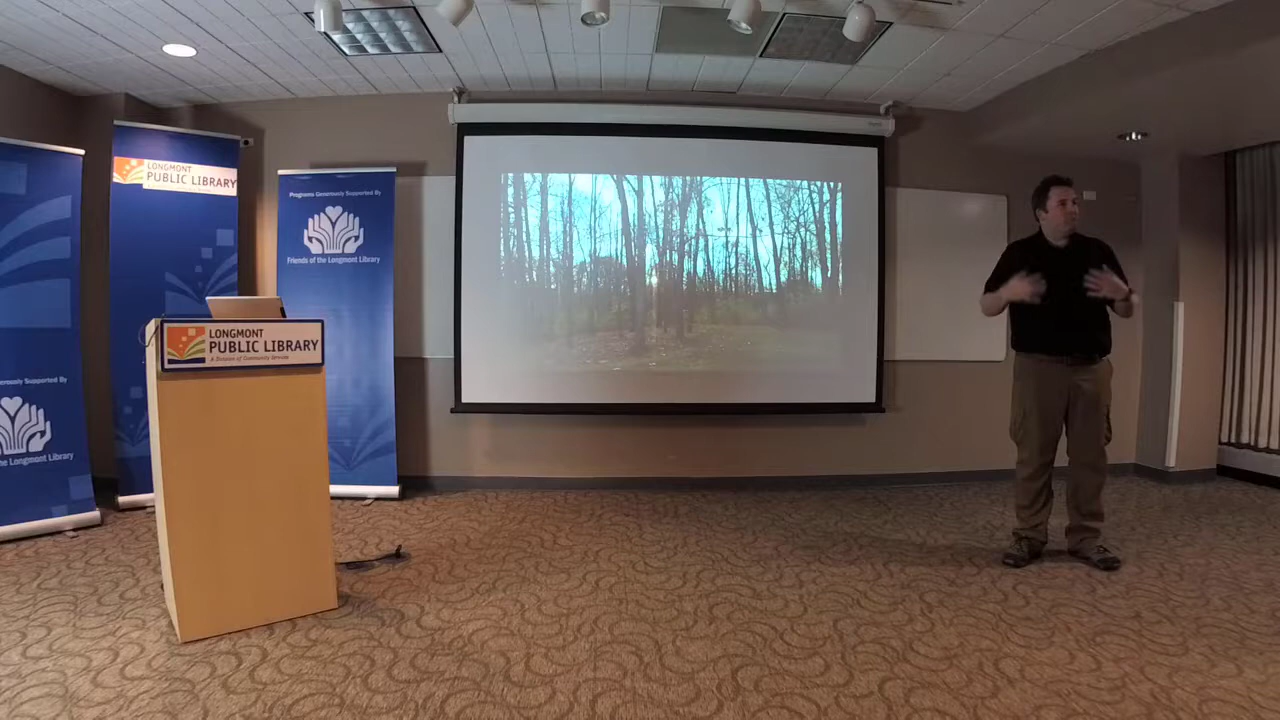 LONGMONT
PUBLIC LIBRARY
Programs Generously Supported By
Friends of the Longmont Library
LONGMONT
PUBLIC LIBRARY
A Division of Community Services
Generously Supported By
the Longmont Library